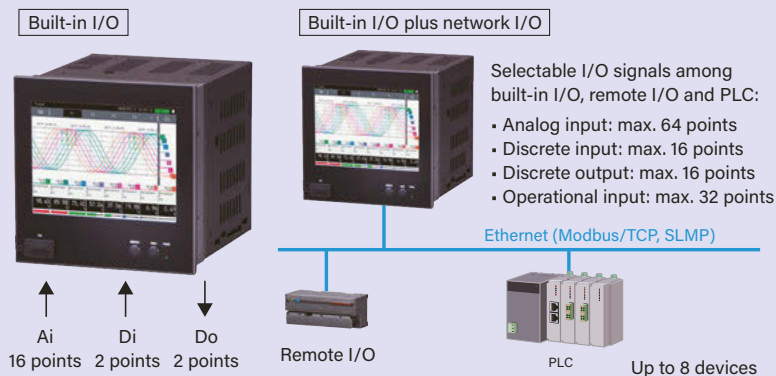 Built-in I/O
Ai
16 points
Di
2 points
Do
2 points
Built-in I/O plus network I/O
Selectable I/O signals among
built-in I/O, remote I/O and PLC:
• Analog input: max. 64 points
• Discrete input: max. 16 points
• Discrete output: max. 16 points
• Operational input: max. 32 points
Ethernet (Modbus/TCP, SLMP)
Remote I/O
PLC
Up to 8 devices